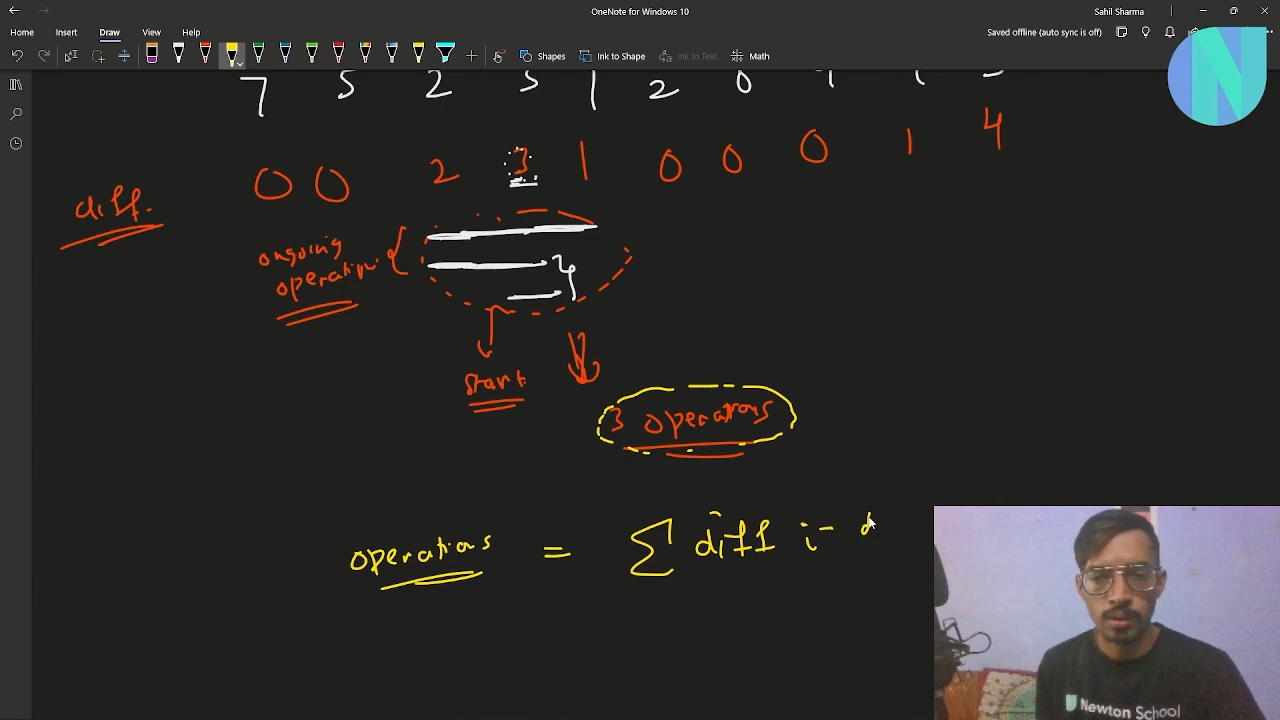 OneNote for Windows 10
Sahil Sharma
Home Insert Draw View Help
Saved offline (auto sync is off)
Shapes Ink to Shape Ink to Text Math
7 5 2 3 1 2 0
0 0 2 3 1 0 0 0 1 4
diff.
ongoing
operation
start
3 operations
operations = ∑ diff i -
Newton School